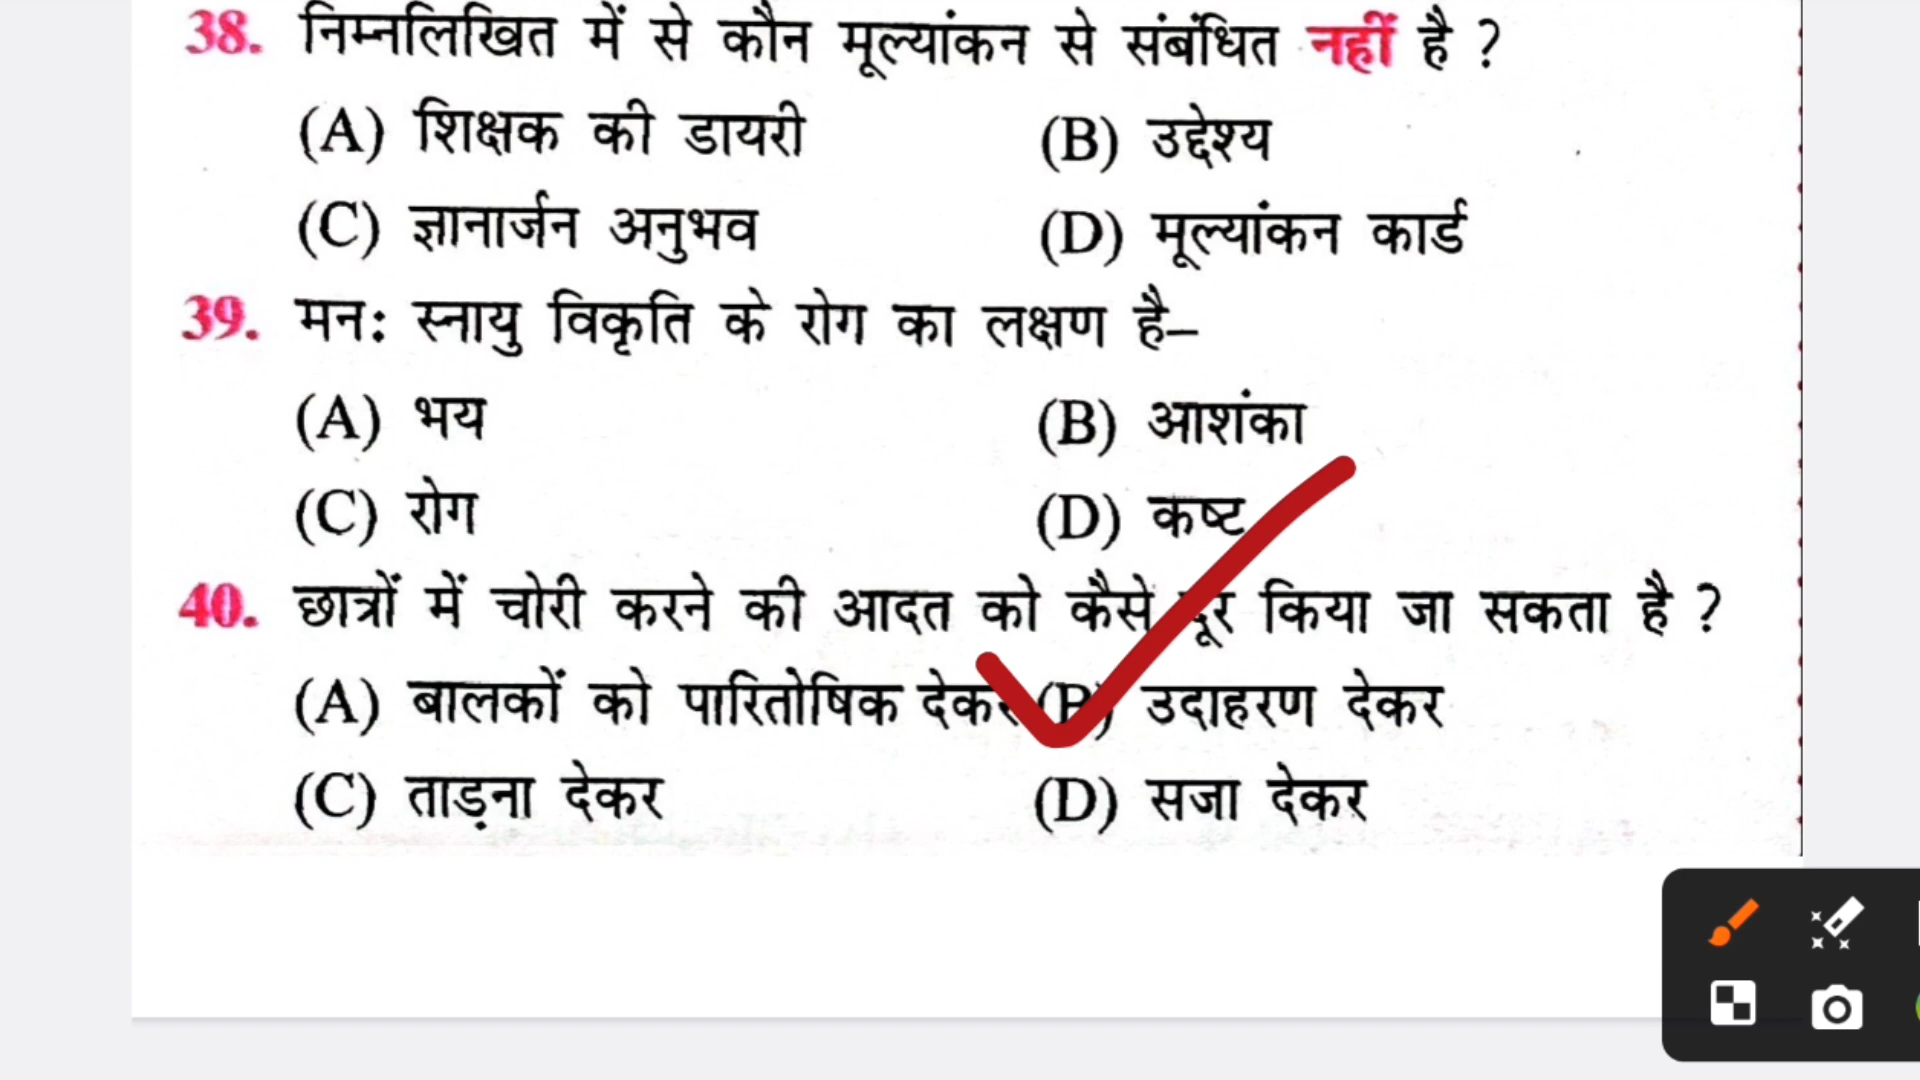 38. निम्नलिखित में से कौन मूल्यांकन से संबंधित नहीं है ?
(A) शिक्षक की डायरी (B) उद्देश्य
(C) ज्ञानार्जन अनुभव (D) मूल्यांकन कार्ड
39. मनः स्नायु विकृति के रोग का लक्षण है–
(A) भय (B) आशंका
(C) रोग (D) कष्ट
40. छात्रों में चोरी करने की आदत को कैसे दूर किया जा सकता है ?
(A) बालकों को पारितोषिक देकर (B) उदाहरण देकर
(C) ताड़ना देकर (D) सजा देकर